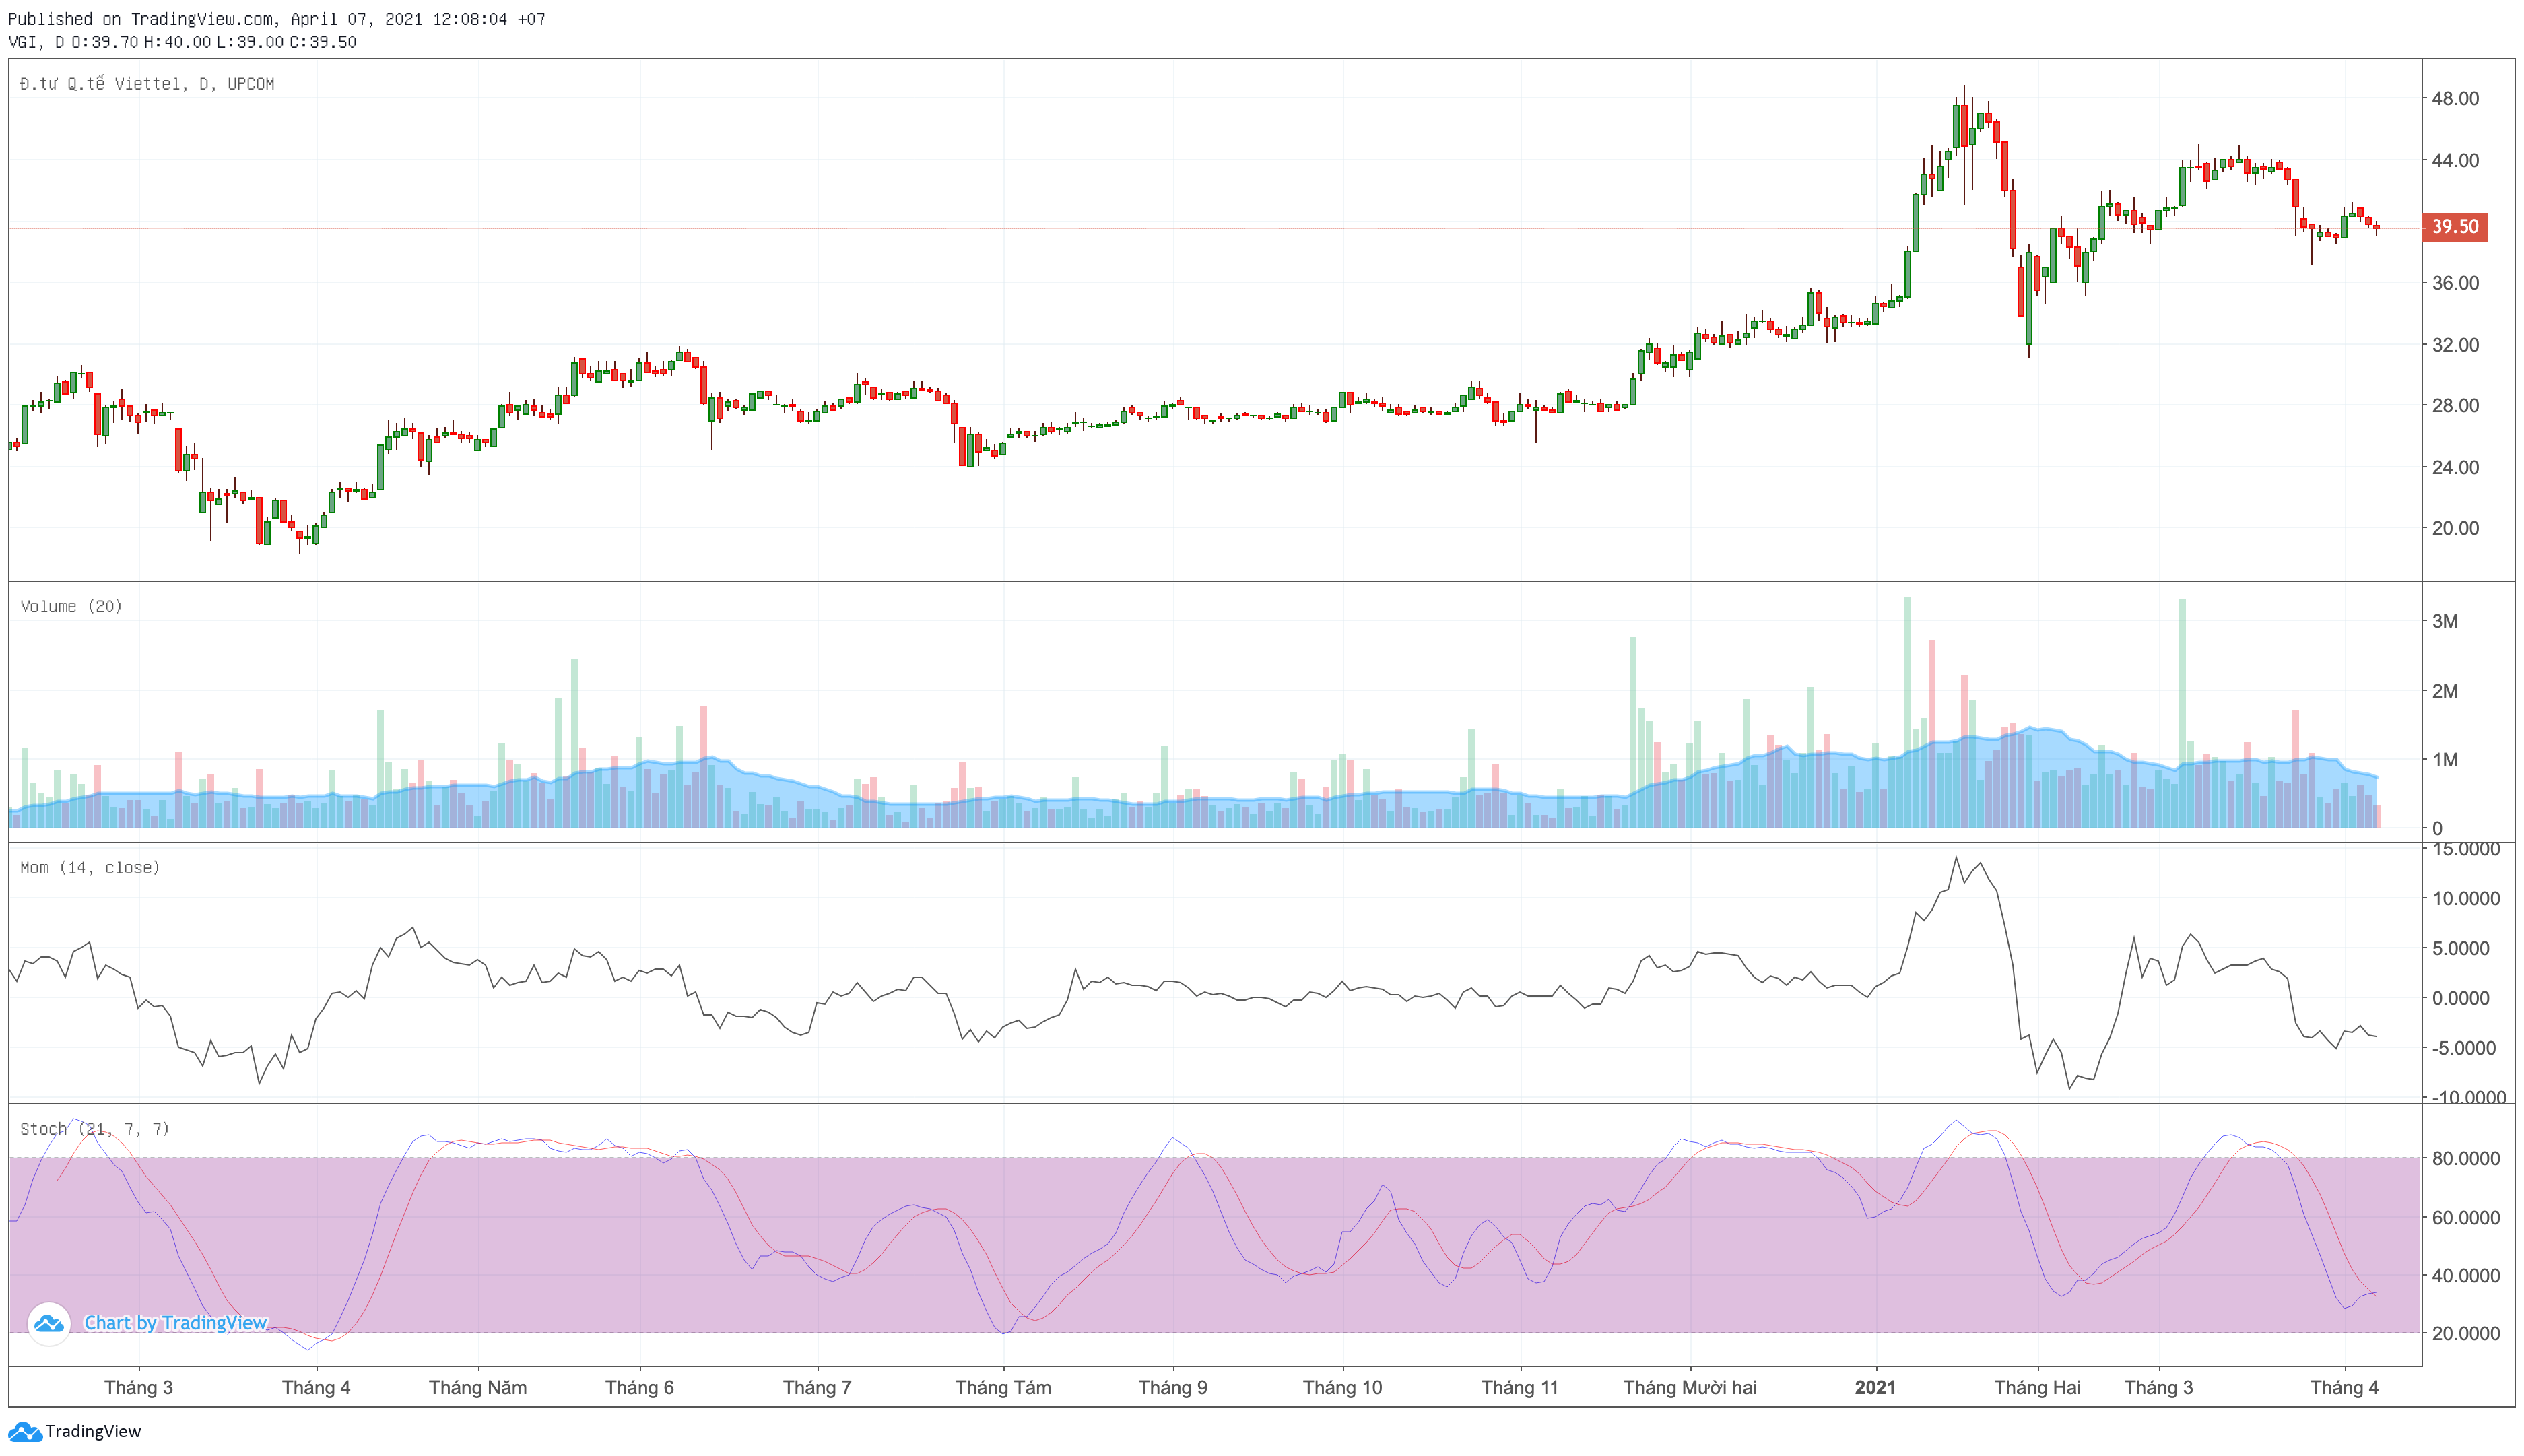 Published on TradingView.com, April 07, 2021 12:08:04 +07
VGI, D O:39.70 H:40.00 L:39.00 C:39.50
Đ.tư Q.tế Viettel, D, UPCOM
48.00
44.00
39.50
36.00
32.00
28.00
24.00
20.00
Volume (20)
3M
2M
1M
0
Mom (14, close)
15.0000
10.0000
5.0000
0.0000
-5.0000
-10.0000
Stoch (21, 7, 7)
80.0000
60.0000
40.0000
20.0000
Chart by TradingView
Tháng 3 Tháng 4 Tháng Năm Tháng 6 Tháng 7 Tháng Tám Tháng 9 Tháng 10 Tháng 11 Tháng Mười hai 2021 Tháng Hai Tháng 3 Tháng 4
TradingView